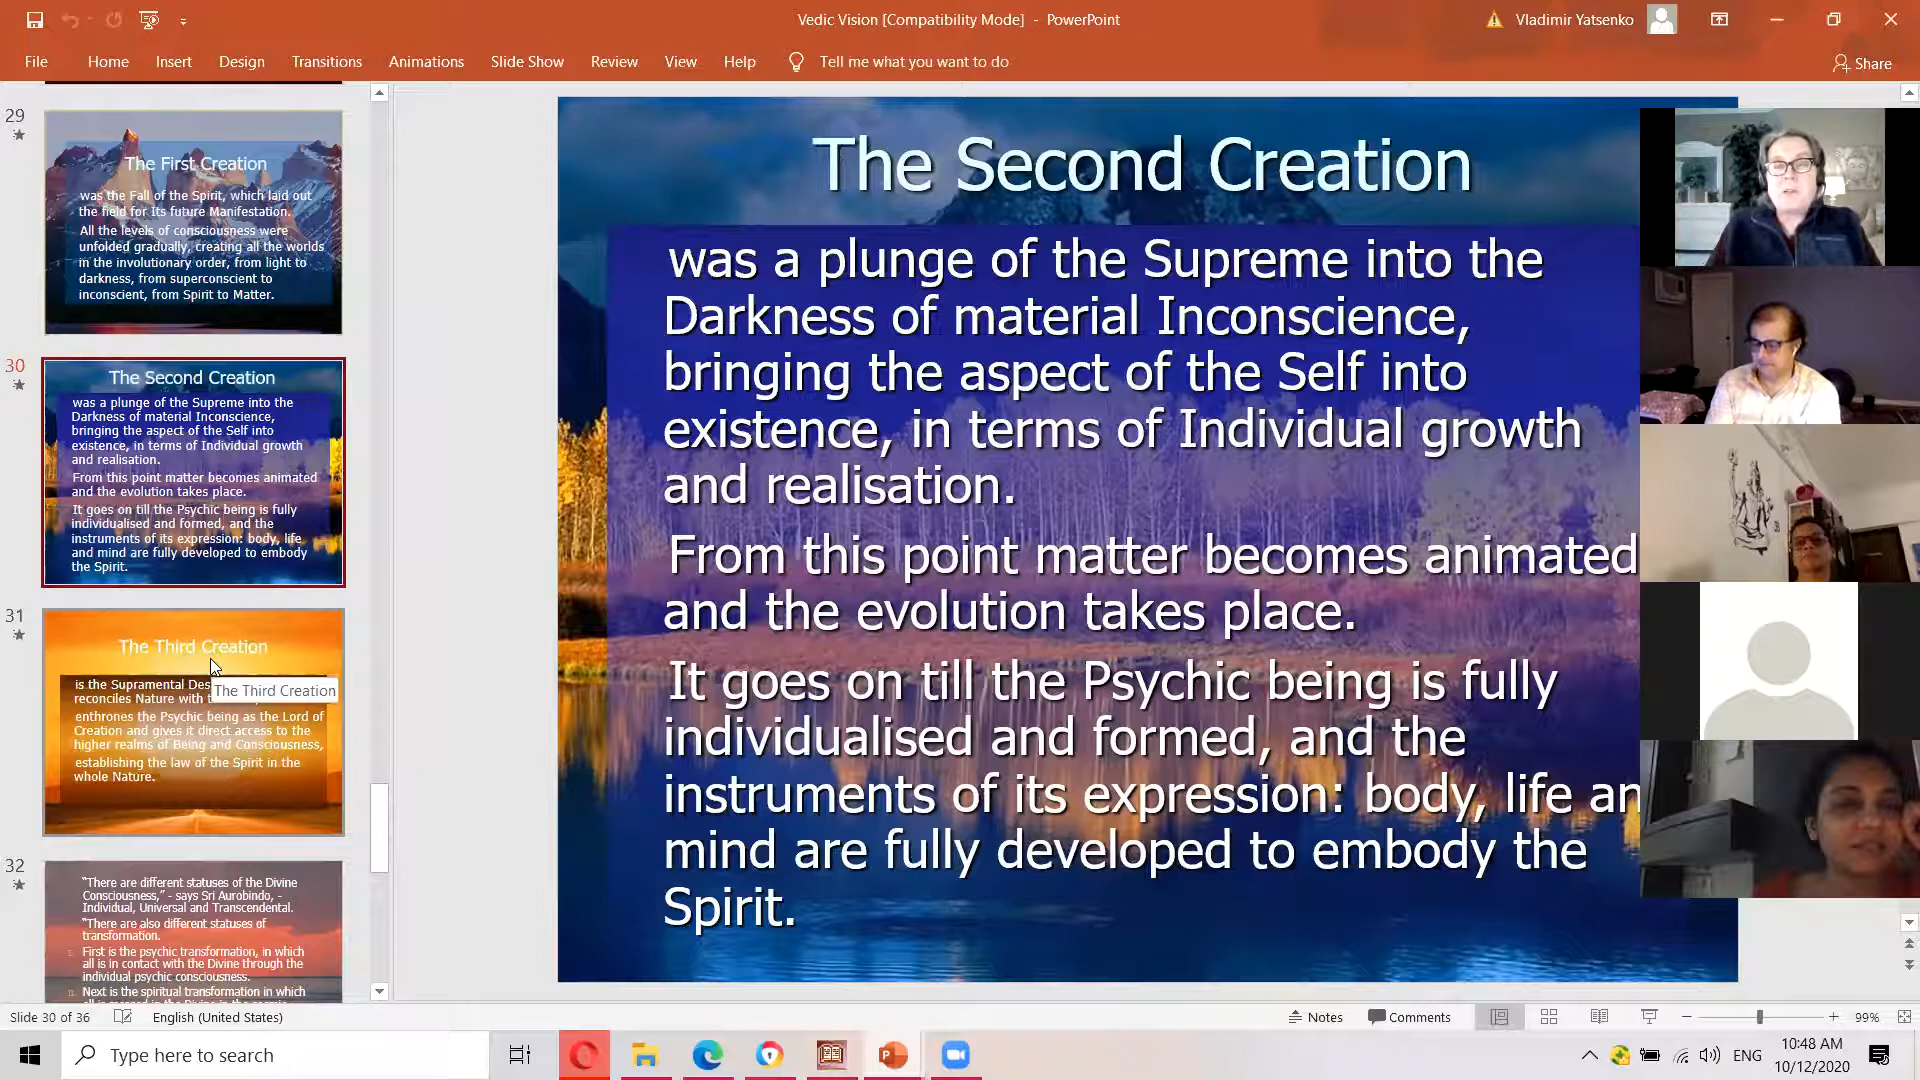 Vedic Vision [Compatibility Mode] - PowerPoint
Vladimir Yatsenko
File Home Insert Design Transitions Animations Slide Show Review View Help Tell me what you want to do
Share
29
The First Creation
was the Fall of the Spirit, which laid out
the field for Its future Manifestation.
All the levels of consciousness were
unfolded gradually, creating all the worlds
in the involutionary order, from light to
darkness, from superconscient to
inconscient, from Spirit to Matter.
30
The Second Creation
was a plunge of the Supreme into the
Darkness of material Inconscience,
bringing the aspect of the Self into
existence, in terms of Individual growth
and realisation.
From this point matter becomes animated
and the evolution takes place.
It goes on till the Psychic being is fully
individualised and formed, and the
instruments of its expression: body, life
and mind are fully developed to embody
the Spirit.
31
The Third Creation
is the Supramental Des
reconciles Nature with t
The Third Creation
enthrones the Psychic being as the Lord of
Creation and gives it direct access to the
higher realms of Being and Consciousness,
establishing the law of the Spirit in the
whole Nature.
32
"There are different statuses of the Divine
Consciousness," - says Sri Aurobindo, -
Individual, Universal and Transcendental.
"There are also different statuses of
transformation.
I. First is the psychic transformation, in which
all is in contact with the Divine through the
individual psychic consciousness.
II. Next is the spiritual transformation in which
The Second Creation
was a plunge of the Supreme into the
Darkness of material Inconscience,
bringing the aspect of the Self into
existence, in terms of Individual growth
and realisation.
From this point matter becomes animated
and the evolution takes place.
It goes on till the Psychic being is fully
individualised and formed, and the
instruments of its expression: body, life an
mind are fully developed to embody the
Spirit.
Slide 30 of 36 English (United States) Notes Comments 99%
Type here to search
ENG
10:48 AM
10/12/2020